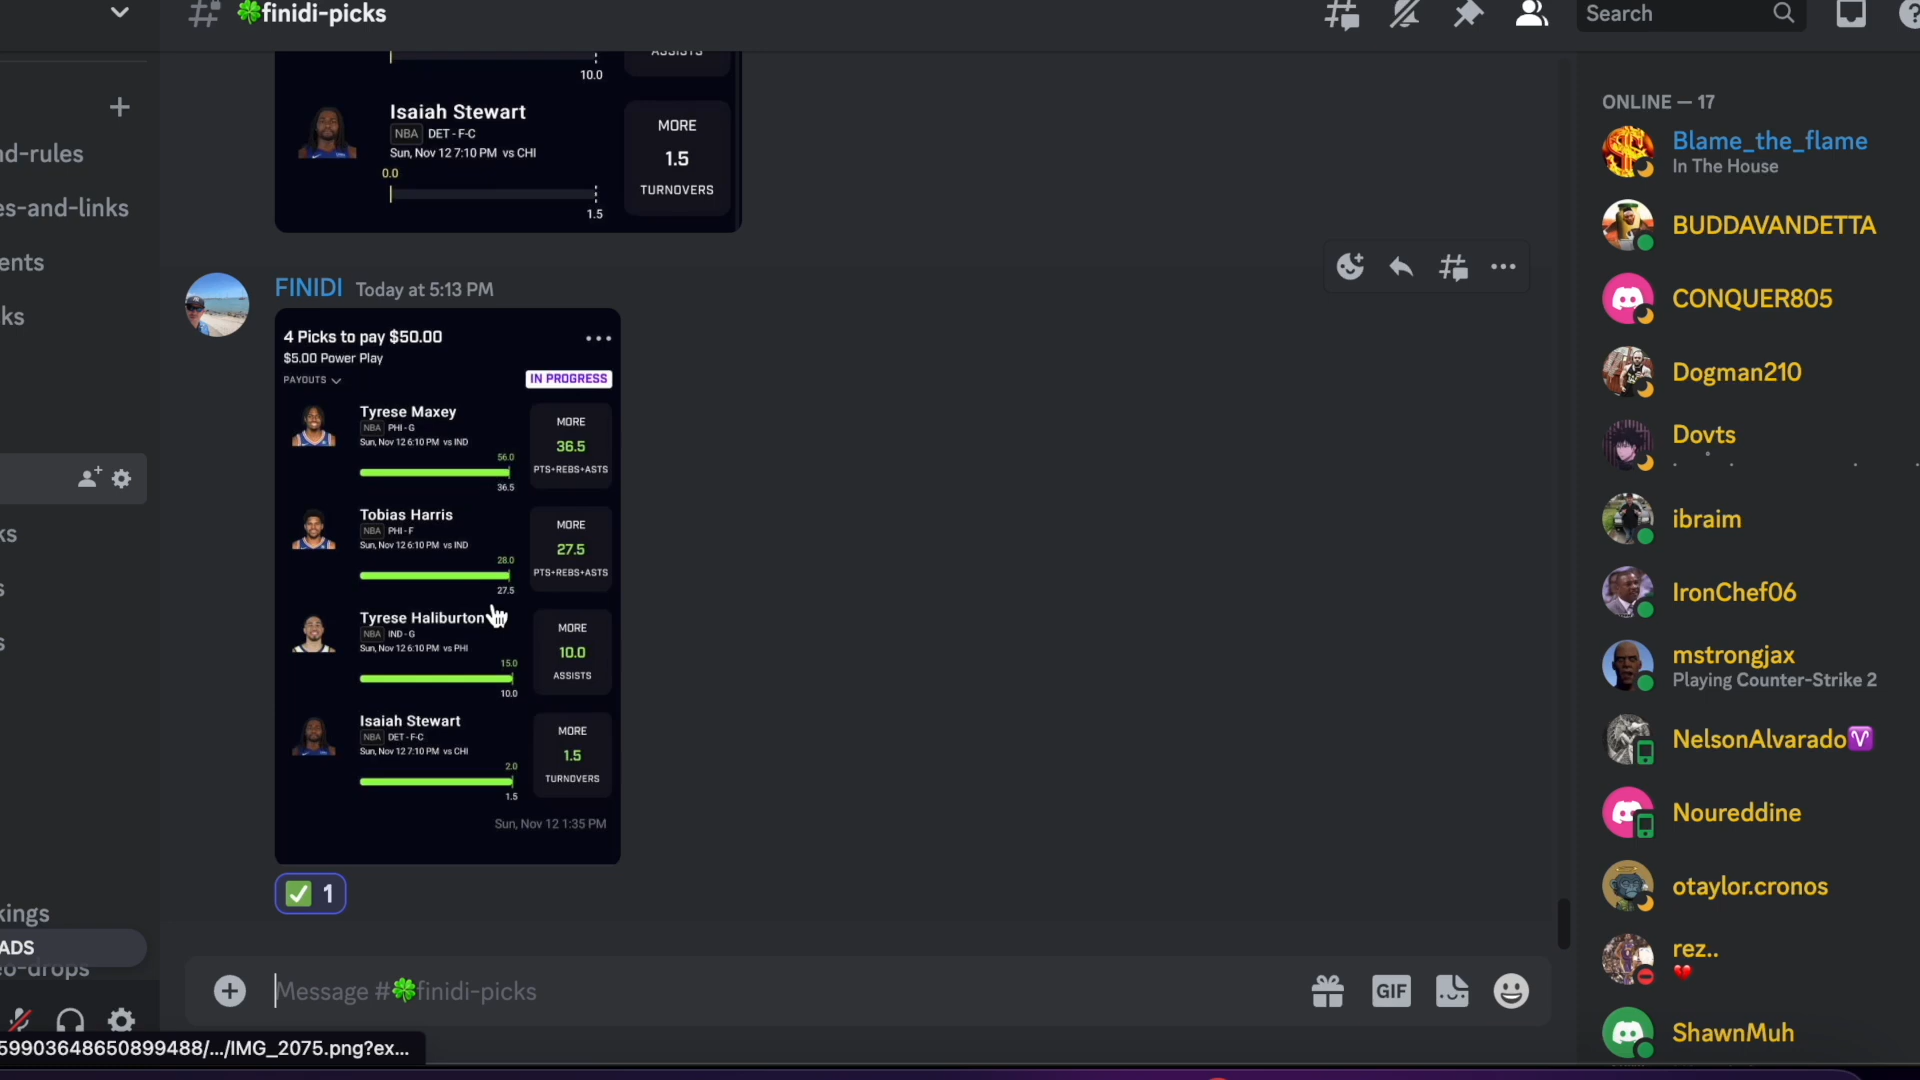 🍀finidi-picks
Search
nd-rules
es-and-links
ents
ks
ks
s
s
kings
ADS
eo-drops
59903648650899488/.../IMG_2075.png?ex...
ASSISTS
10.0
Isaiah Stewart
NBA DET - F-C
Sun, Nov 12 7:10 PM vs CHI
0.0
1.5
MORE
1.5
TURNOVERS
FINIDI Today at 5:13 PM
4 Picks to pay $50.00
$5.00 Power Play
PAYOUTS
IN PROGRESS
Tyrese Maxey
NBA PHI - G
Sun, Nov 12 6:10 PM vs IND
56.0
36.5
MORE
36.5
PTS+REBS+ASTS
Tobias Harris
NBA PHI - F
Sun, Nov 12 6:10 PM vs IND
28.0
27.5
MORE
27.5
PTS+REBS+ASTS
Tyrese Haliburton
NBA IND - G
Sun, Nov 12 6:10 PM vs PHI
15.0
10.0
MORE
10.0
ASSISTS
Isaiah Stewart
NBA DET - F-C
Sun, Nov 12 7:10 PM vs CHI
2.0
1.5
MORE
1.5
TURNOVERS
Sun, Nov 12 1:35 PM
✅ 1
Message #🍀finidi-picks
GIF
ONLINE — 17
Blame_the_flame
In The House
BUDDAVANDETTA
CONQUER805
Dogman210
Dovts
ibraim
IronChef06
mstrongjax
Playing Counter-Strike 2
NelsonAlvarado♈
Noureddine
otaylor.cronos
rez..
💔
ShawnMuh